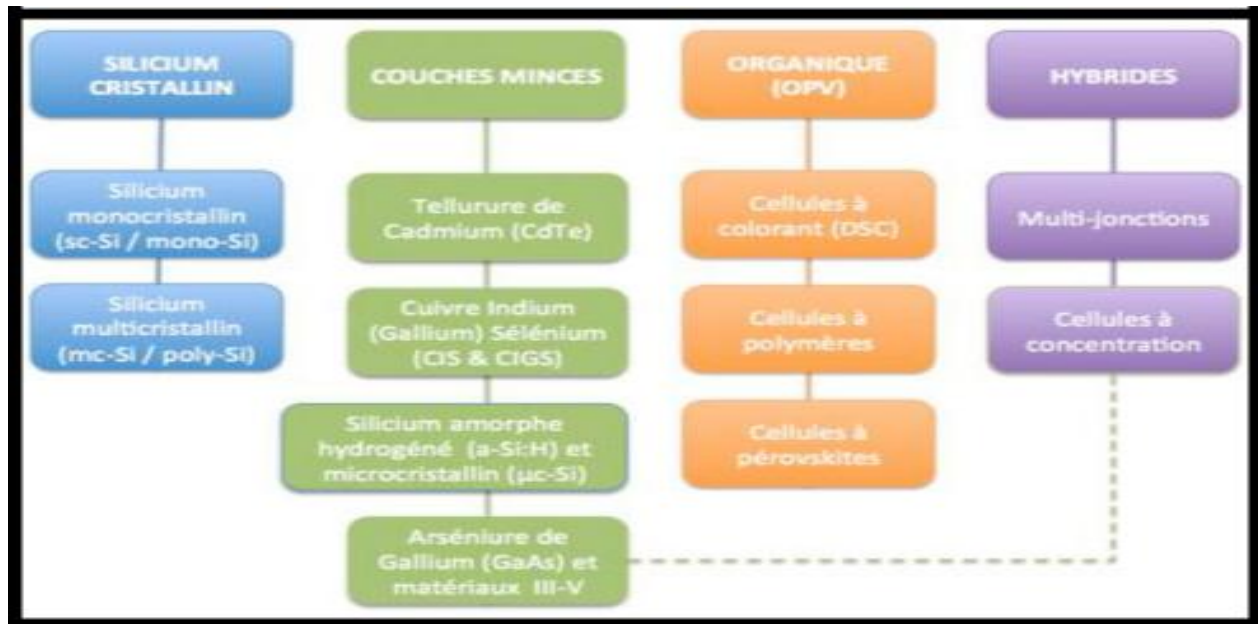 SILICIUM
CRISTALLIN
Silicium
monocristallin
(sc-Si / mono-Si)
Silicium
multicristallin
(mc-Si / poly-Si)
COUCHES MINCES
Tellurure de
Cadmium (CdTe)
Cuivre Indium
(Gallium) Sélénium
(CIS & CIGS)
Silicium amorphe
hydrogéné (a-Si:H) et
microcristallin (µc-Si)
Arséniure de
Gallium (GaAs) et
matériaux III-V
ORGANIQUE
(OPV)
Cellules à
colorant (DSC)
Cellules à
polymères
Cellules à
pérovskites
HYBRIDES
Multi-jonctions
Cellules à
concentration